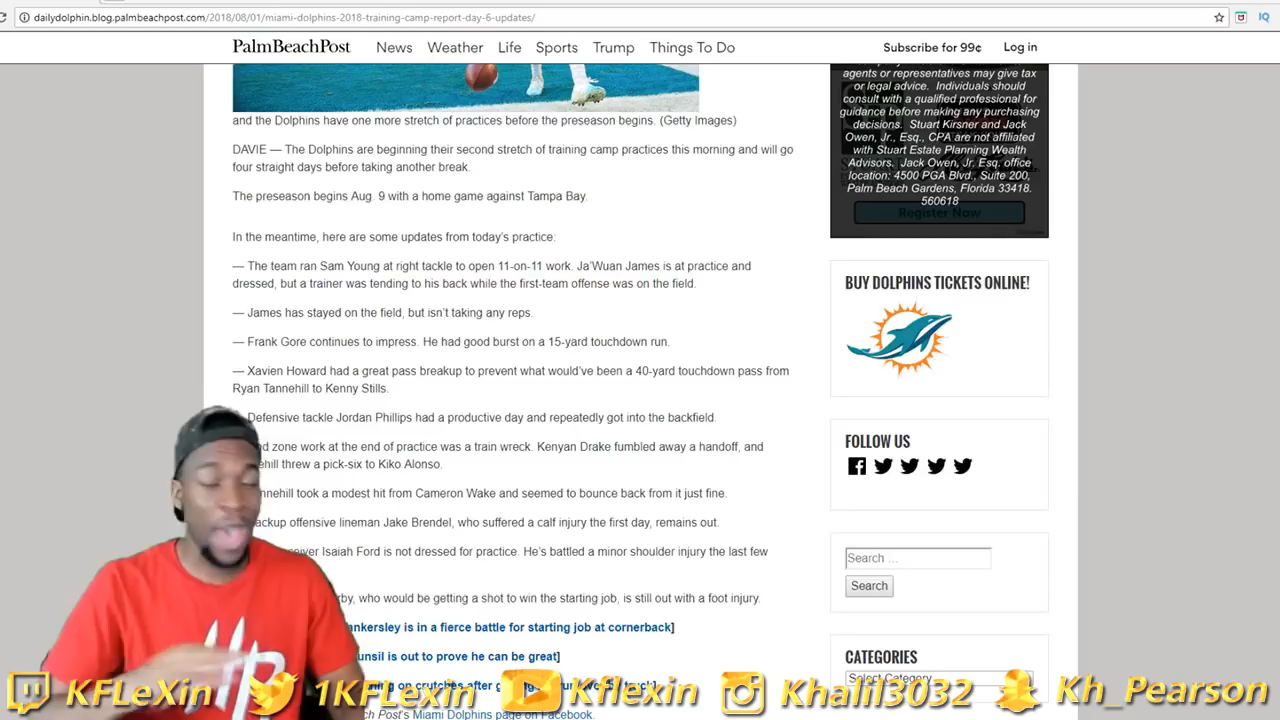 dailydolphin.blog.palmbeachpost.com/2018/08/01/miami-dolphins-2018-training-camp-report-day-6-updates/
PalmBeachPost News Weather Life Sports Trump Things To Do Subscribe for 99¢ Log in
and the Dolphins have one more stretch of practices before the preseason begins. (Getty Images)
DAVIE — The Dolphins are beginning their second stretch of training camp practices this morning and will go
four straight days before taking another break.
The preseason begins Aug. 9 with a home game against Tampa Bay.
In the meantime, here are some updates from today's practice:
— The team ran Sam Young at right tackle to open 11-on-11 work. Ja'Wuan James is at practice and
dressed, but a trainer was tending to his back while the first-team offense was on the field.
— James has stayed on the field, but isn't taking any reps.
— Frank Gore continues to impress. He had good burst on a 15-yard touchdown run.
— Xavien Howard had a great pass breakup to prevent what would've been a 40-yard touchdown pass from
Ryan Tannehill to Kenny Stills.
Defensive tackle Jordan Phillips had a productive day and repeatedly got into the backfield.
zone work at the end of practice was a train wreck. Kenyan Drake fumbled away a handoff, and
threw a pick-six to Kiko Alonso.
took a modest hit from Cameron Wake and seemed to bounce back from it just fine.
offensive lineman Jake Brendel, who suffered a calf injury the first day, remains out.
Isaiah Ford is not dressed for practice. He's battled a minor shoulder injury the last few
who would be getting a shot to win the starting job, is still out with a foot injury.
is in a fierce battle for starting job at cornerback]
is out to prove he can be great]
on crutches after
Post's Miami Dolphins page on Facebook.
agents or representatives may give tax
or legal advice. Individuals should
consult with a qualified professional for
guidance before making any purchasing
decisions. Stuart Kirsner and Jack
Owen, Jr., Esq., CPA are not affiliated
with Stuart Estate Planning Wealth
Advisors. Jack Owen, Jr. Esq. office
location: 4500 PGA Blvd., Suite 200,
Palm Beach Gardens, Florida 33418.
560618
Register Now
BUY DOLPHINS TICKETS ONLINE!
FOLLOW US
Search ...
Search
CATEGORIES
Select Category
KFLeXin 1KFLexin Khlexin Khalil3032 Kh_Pearson